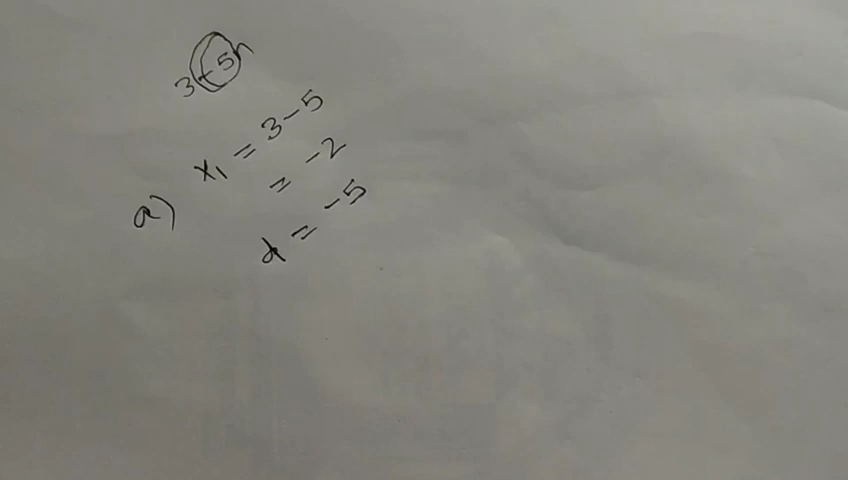 3-5n
a) x₁ = 3-5
= -2
d = -5